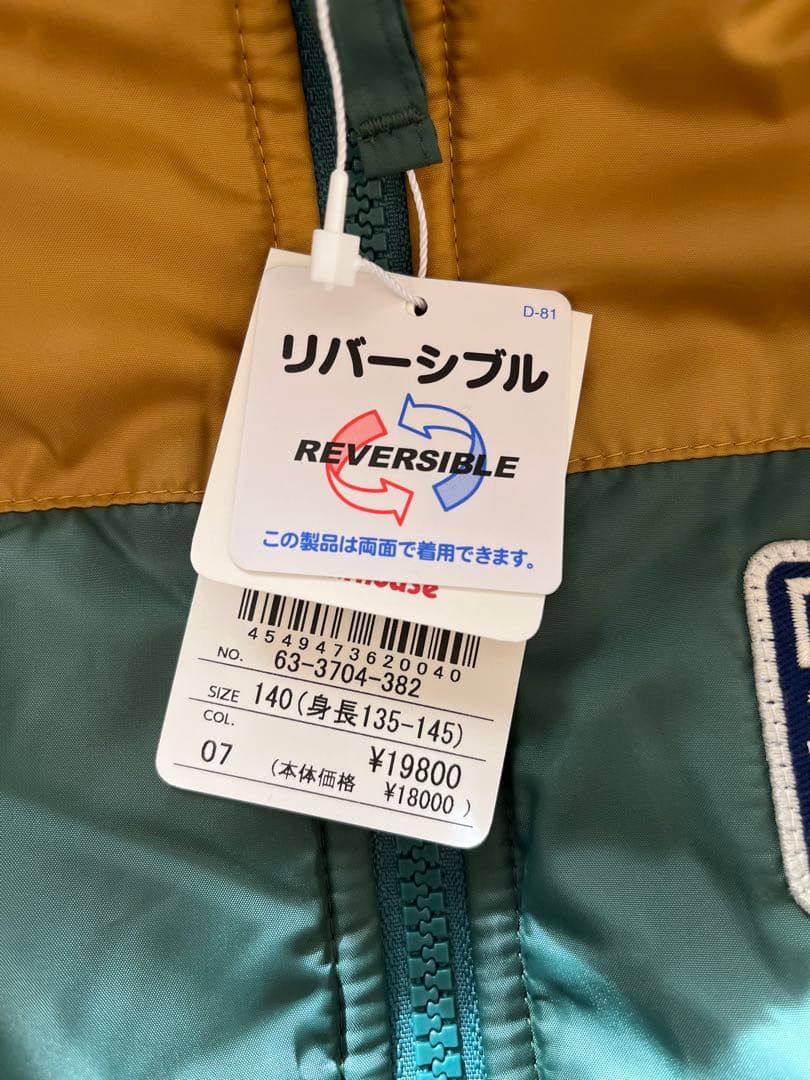 D-81
リバーシブル
REVERSIBLE
この製品は両面で着用できます。
house
4549473620040
NO. 63-3704-382
SIZE 140(身長135-145)
COL.
07
¥19800
(本体価格 ¥18000)